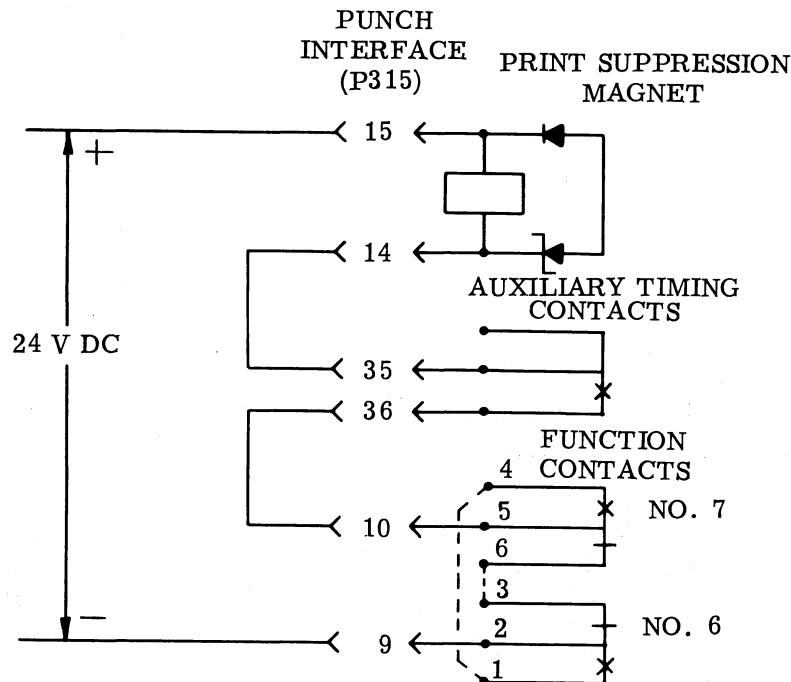 PUNCH
INTERFACE
(P315)
PRINT SUPPRESSION
MAGNET
15
+
14
AUXILIARY TIMING
CONTACTS
24 V DC
35
36
FUNCTION
CONTACTS
4
5
NO. 7
10
6
3
NO. 6
2
9
−
1